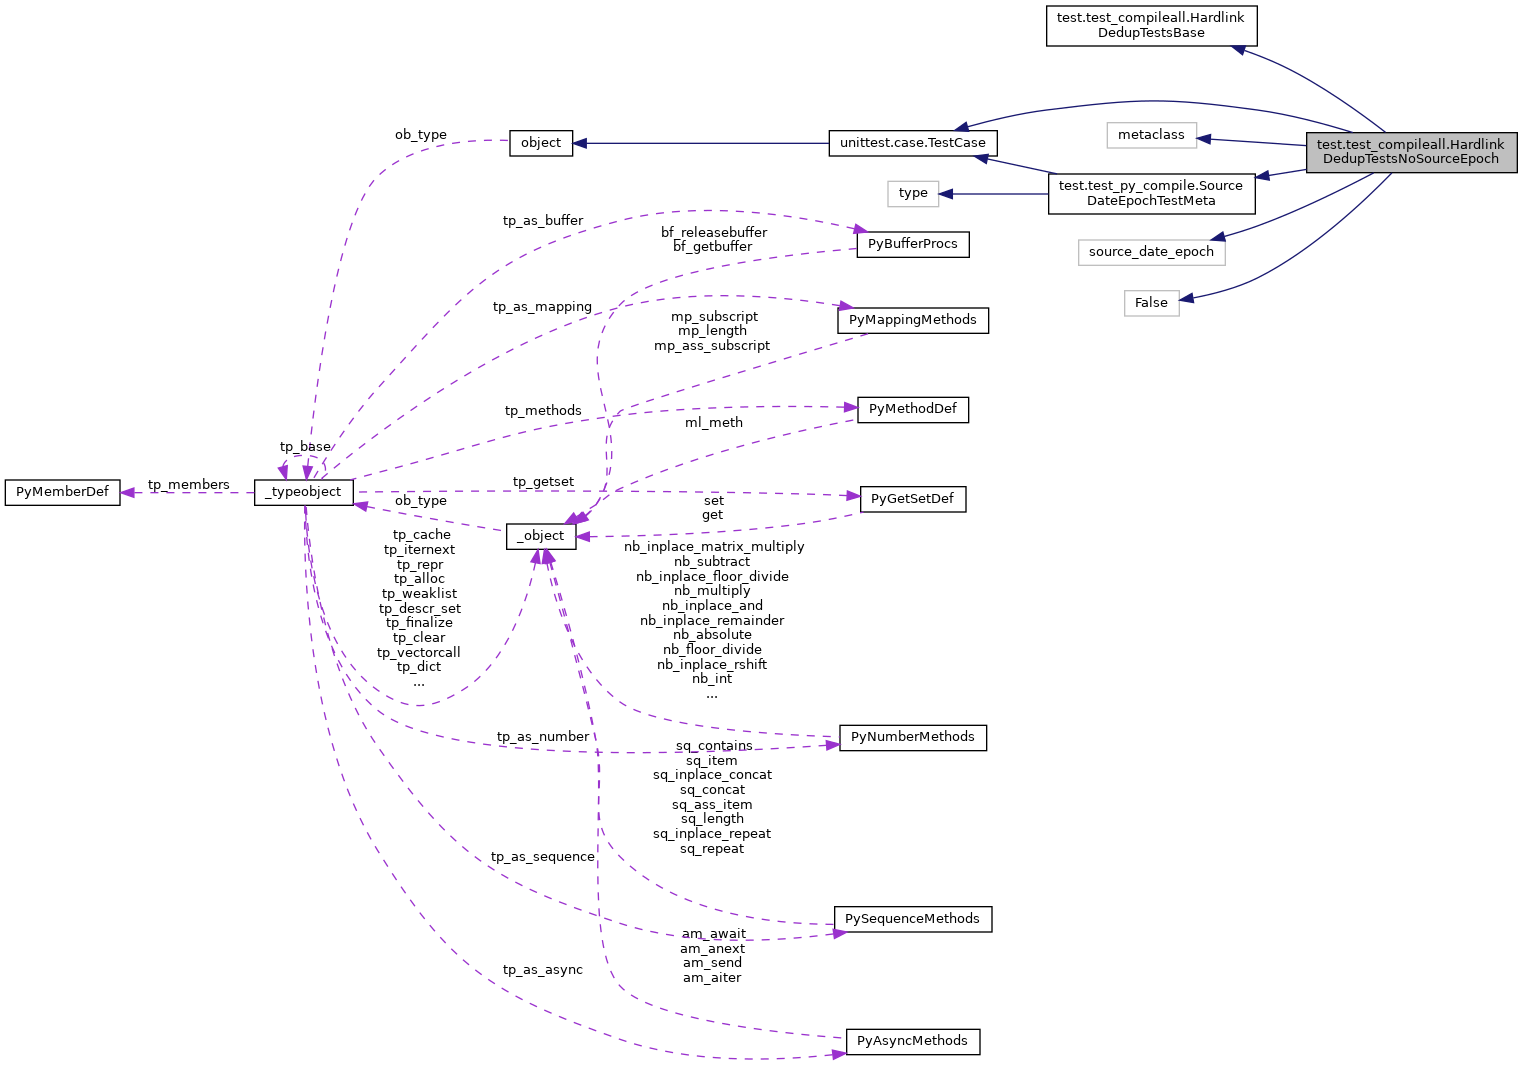 test.test_compileall.Hardlink
DedupTestsBase
ob_type
object
unittest.case.TestCase
metaclass
test.test_compileall.Hardlink
DedupTestsNoSourceEpoch
type
test.test_py_compile.Source
DateEpochTestMeta
tp_as_buffer
bf_releasebuffer
bf_getbuffer
PyBufferProcs
source_date_epoch
tp_as_mapping
mp_subscript
mp_length
mp_ass_subscript
PyMappingMethods
False
tp_methods
ml_meth
PyMethodDef
tp_base
PyMemberDef
tp_members
_typeobject
tp_getset
PyGetSetDef
ob_type
set
get
_object
tp_cache
tp_iternext
tp_repr
tp_alloc
tp_weaklist
tp_descr_set
tp_finalize
tp_clear
tp_vectorcall
tp_dict
...
nb_inplace_matrix_multiply
nb_subtract
nb_inplace_floor_divide
nb_multiply
nb_inplace_and
nb_inplace_remainder
nb_absolute
nb_floor_divide
nb_inplace_rshift
nb_int
...
tp_as_number
PyNumberMethods
sq_contains
sq_item
sq_inplace_concat
sq_concat
sq_ass_item
sq_length
sq_inplace_repeat
sq_repeat
tp_as_sequence
PySequenceMethods
am_await
am_anext
am_send
am_aiter
tp_as_async
PyAsyncMethods